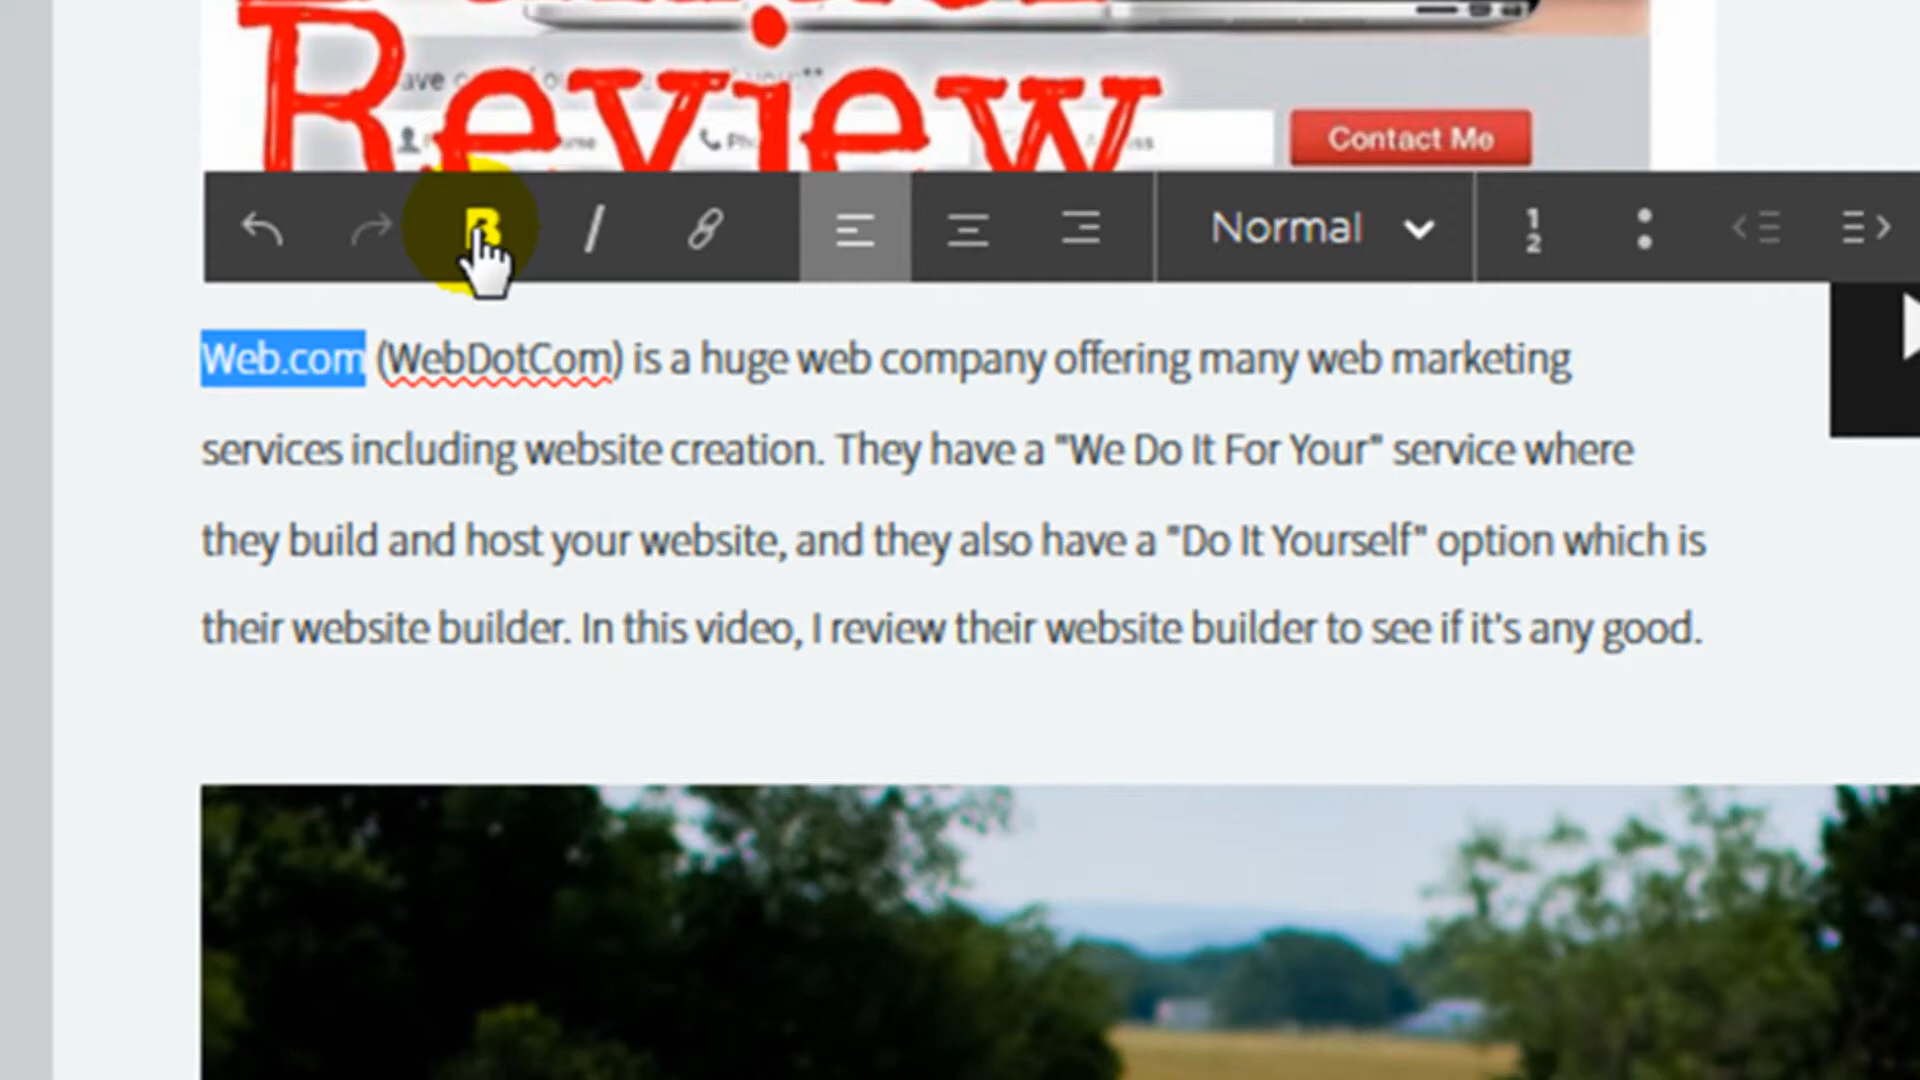 Review
Contact Me
B
Normal
1
2
Web.com (WebDotCom) is a huge web company offering many web marketing
services including website creation. They have a "We Do It For Your" service where
they build and host your website, and they also have a "Do It Yourself" option which is
their website builder. In this video, I review their website builder to see if it's any good.